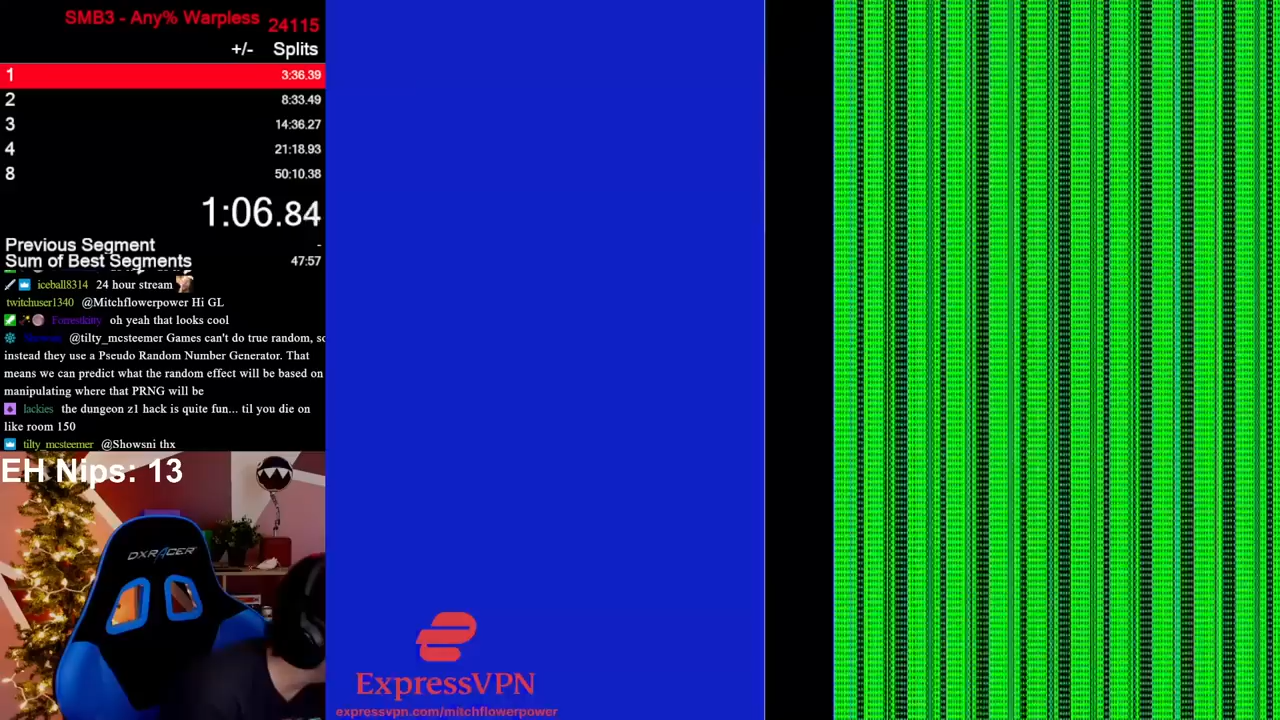 SMB3 - Any% Warpless 24115
+/- Splits
1 3:36.39
2 8:33.49
3 14:36.27
4 21:18.93
8 50:10.38
1:06.84
Previous Segment -
Sum of Best Segments 47:57
iceball8314 24 hour stream
twitchuser1340 @Mitchflowerpower Hi GL
Forrestkitty oh yeah that looks cool
@tilty_mcsteemer Games can't do true random, so
instead they use a Pseudo Random Number Generator. That
means we can predict what the random effect will be based on
manipulating where that PRNG will be
lackies the dungeon z1 hack is quite fun... til you die on
like room 150
tilty_mcsteemer @Showsni thx
EH Nips: 13
DXRACER
ExpressVPN
expressvpn.com/mitchflowerpower